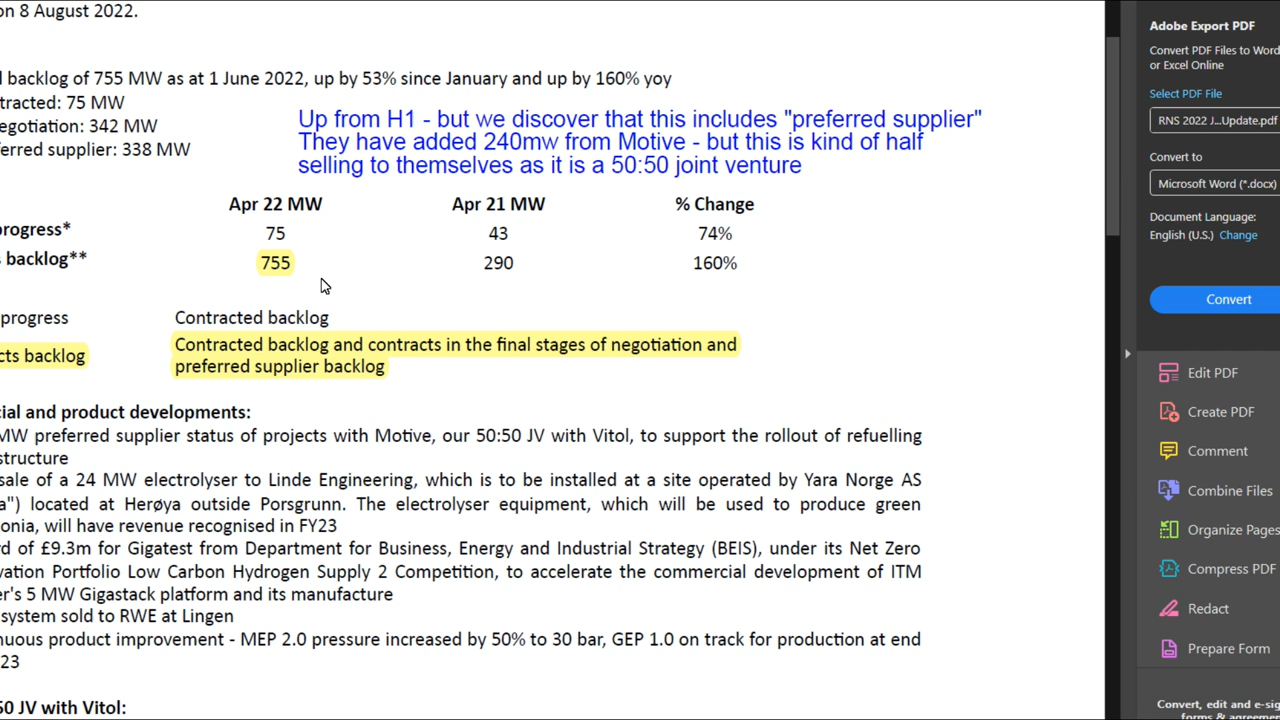 on 8 August 2022.
d backlog of 755 MW as at 1 June 2022, up by 53% since January and up by 160% yoy
tracted: 75 MW
egotiation: 342 MW
ferred supplier: 338 MW
Up from H1 - but we discover that this includes "preferred supplier"
They have added 240mw from Motive - but this is kind of half
selling to themselves as it is a 50:50 joint venture
Apr 22 MW Apr 21 MW % Change
progress* 75 43 74%
s backlog** 755 290 160%
progress Contracted backlog
cts backlog Contracted backlog and contracts in the final stages of negotiation and
preferred supplier backlog
cial and product developments:
MW preferred supplier status of projects with Motive, our 50:50 JV with Vitol, to support the rollout of refuelling
structure
sale of a 24 MW electrolyser to Linde Engineering, which is to be installed at a site operated by Yara Norge AS
a") located at Herøya outside Porsgrunn. The electrolyser equipment, which will be used to produce green
onia, will have revenue recognised in FY23
rd of £9.3m for Gigatest from Department for Business, Energy and Industrial Strategy (BEIS), under its Net Zero
vation Portfolio Low Carbon Hydrogen Supply 2 Competition, to accelerate the commercial development of ITM
er's 5 MW Gigastack platform and its manufacture
system sold to RWE at Lingen
nuous product improvement - MEP 2.0 pressure increased by 50% to 30 bar, GEP 1.0 on track for production at end
23
50 JV with Vitol:
Adobe Export PDF
Convert PDF Files to Word
or Excel Online
Select PDF File
RNS 2022 J...Update.pdf
Convert to
Microsoft Word (*.docx)
Document Language:
English (U.S.) Change
Convert
Edit PDF
Create PDF
Comment
Combine Files
Organize Pages
Compress PDF
Redact
Prepare Form
Convert, edit and e-sig
forms & agreeme